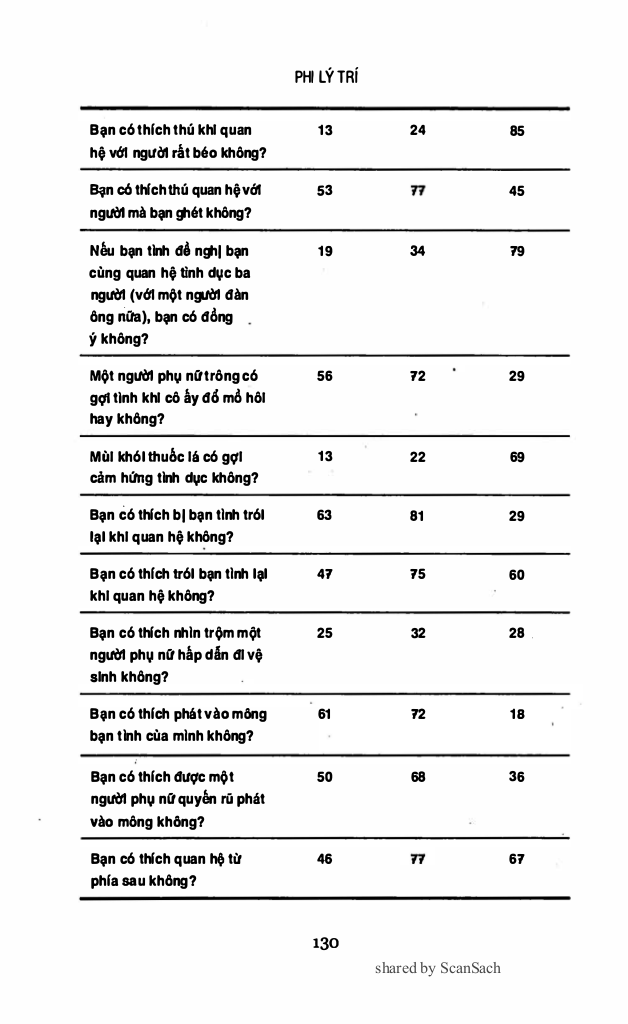 PHI LÝ TRÍ
Bạn có thích thú khi quan 13 24 85
hệ với người rất béo không?
Bạn có thích thú quan hệ với 53 77 45
người mà bạn ghét không?
Nếu bạn tình đề nghị bạn 19 34 79
cùng quan hệ tình dục ba
người (với một người đàn
ông nữa), bạn có đồng
ý không?
Một người phụ nữ trông có 56 72 29
gợi tình khi cô ấy đổ mồ hôi
hay không?
Mùi khói thuốc lá có gợi 13 22 69
cảm hứng tình dục không?
Bạn có thích bị bạn tình trói 63 81 29
lại khi quan hệ không?
Bạn có thích trói bạn tình lại 47 75 60
khi quan hệ không?
Bạn có thích nhìn trộm một 25 32 28
người phụ nữ hấp dẫn đi vệ
sinh không?
Bạn có thích phát vào mông 61 72 18
bạn tình của mình không?
Bạn có thích được một 50 68 36
người phụ nữ quyến rũ phát
vào mông không?
Bạn có thích quan hệ từ 46 77 67
phía sau không?
130
shared by ScanSach